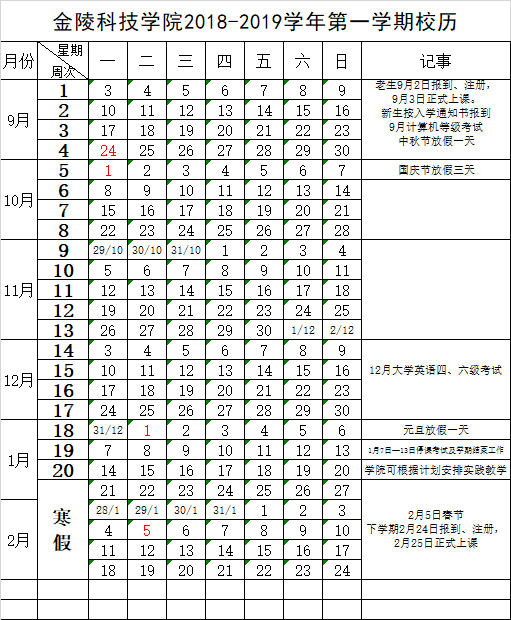 金陵科技学院2018-2019学年第一学期校历
月份 星期 周次 一 二 三 四 五 六 日 记事
9月
1 3 4 5 6 7 8 9
2 10 11 12 13 14 15 16
3 17 18 19 20 21 22 23
4 24 25 26 27 28 29 30
老生9月2日报到、注册,
9月3日正式上课。
新生按入学通知书报到
9月计算机等级考试
中秋节放假一天
10月
5 1 2 3 4 5 6 7 国庆节放假三天
6 8 9 10 11 12 13 14
7 15 16 17 18 19 20 21
8 22 23 24 25 26 27 28
11月
9 29/10 30/10 31/10 1 2 3 4
10 5 6 7 8 9 10 11
11 12 13 14 15 16 17 18
12 19 20 21 22 23 24 25
13 26 27 28 29 30 1/12 2/12
12月
14 3 4 5 6 7 8 9
15 10 11 12 13 14 15 16
16 17 18 19 20 21 22 23
17 24 25 26 27 28 29 30
12月大学英语四、六级考试
1月
18 31/12 1 2 3 4 5 6 元旦放假一天
19 7 8 9 10 11 12 13 1月7日—13日停课考试及学期结束工作
20 14 15 16 17 18 19 20 学院可根据计划安排实践教学
寒假
21 22 23 24 25 26 27
2月
28/1 29/1 30/1 31/1 1 2 3
4 5 6 7 8 9 10
11 12 13 14 15 16 17
18 19 20 21 22 23 24
2月5日春节
下学期2月24日报到、注册,
2月25日正式上课